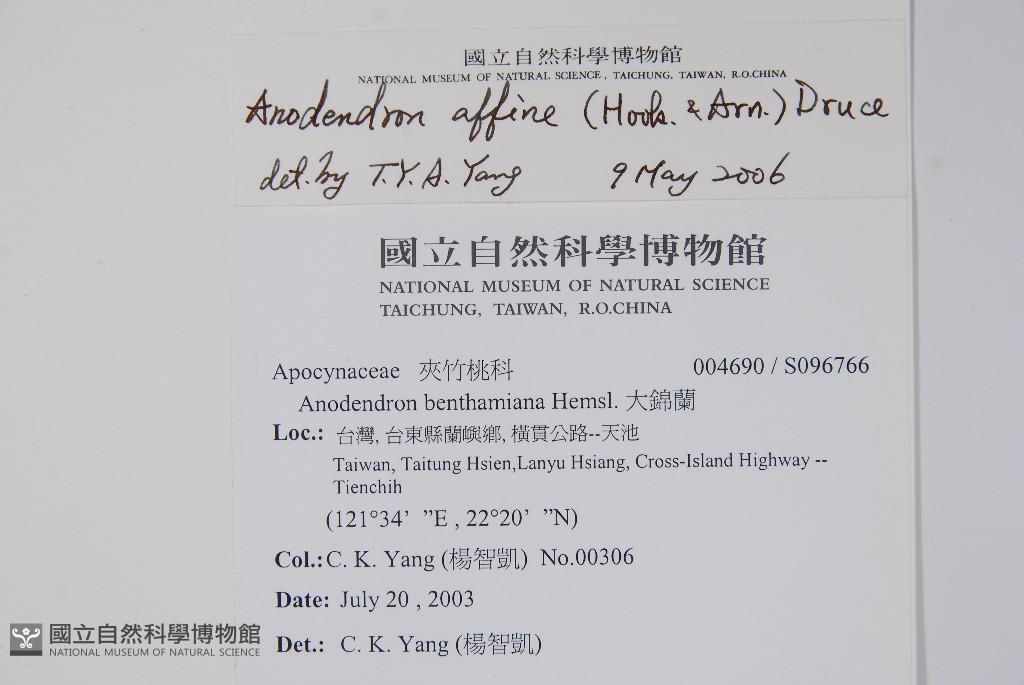 國立自然科學博物館
NATIONAL MUSEUM OF NATURAL SCIENCE, TAICHUNG, TAIWAN, R.O.CHINA
Anodendron affine (Hook. & Arn.) Druce
det. by T.Y.A. Yang 9 May 2006
國立自然科學博物館
NATIONAL MUSEUM OF NATURAL SCIENCE
TAICHUNG, TAIWAN, R.O.CHINA
Apocynaceae 夾竹桃科 004690 / S096766
Anodendron benthamiana Hemsl. 大錦蘭
Loc.: 台灣, 台東縣蘭嶼鄉, 橫貫公路--天池
Taiwan, Taitung Hsien,Lanyu Hsiang, Cross-Island Highway --
Tienchih
(121°34’ ”E , 22°20’ ”N)
Col.: C. K. Yang (楊智凱) No.00306
Date: July 20 , 2003
Det.: C. K. Yang (楊智凱)
國立自然科學博物館
NATIONAL MUSEUM OF NATURAL SCIENCE